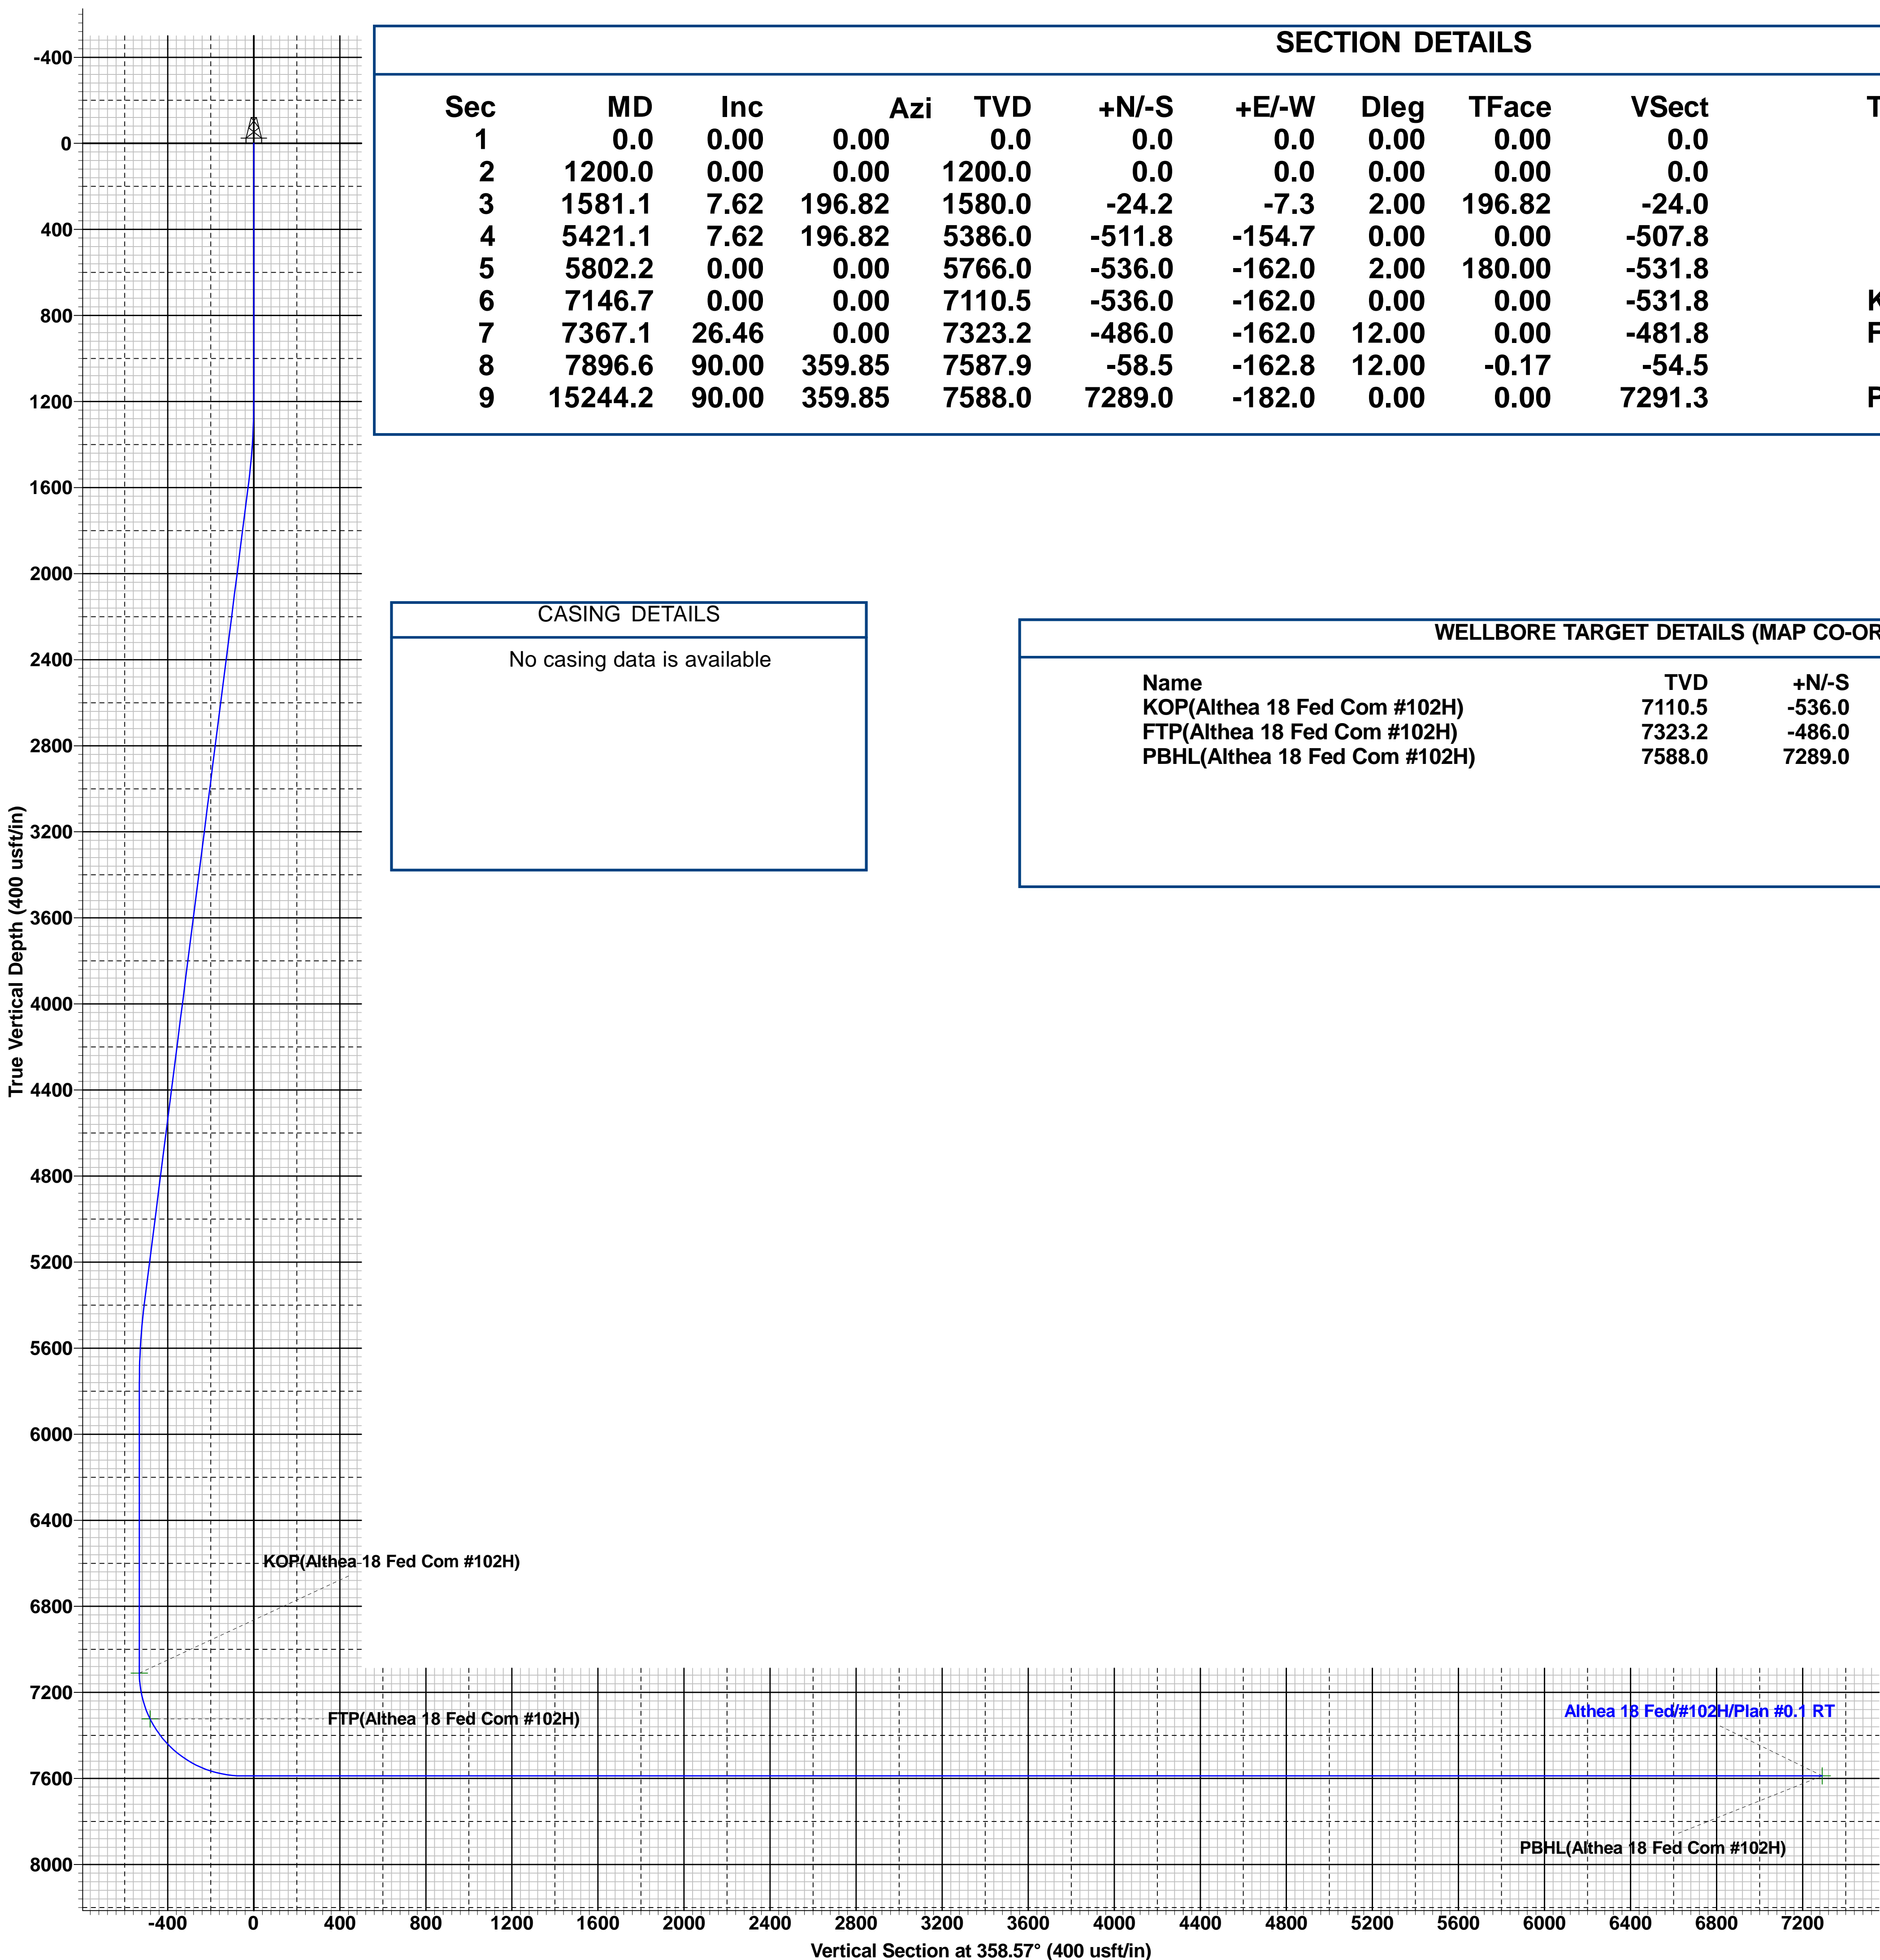 SECTION DETAILS
Sec MD Inc Azi TVD +N/-S +E/-W Dleg TFace VSect T
1 0.0 0.00 0.00 0.0 0.0 0.0 0.00 0.00 0.0
2 1200.0 0.00 0.00 1200.0 0.0 0.0 0.00 0.00 0.0
3 1581.1 7.62 196.82 1580.0 -24.2 -7.3 2.00 196.82 -24.0
4 5421.1 7.62 196.82 5386.0 -511.8 -154.7 0.00 0.00 -507.8
5 5802.2 0.00 0.00 5766.0 -536.0 -162.0 2.00 180.00 -531.8
6 7146.7 0.00 0.00 7110.5 -536.0 -162.0 0.00 0.00 -531.8 K
7 7367.1 26.46 0.00 7323.2 -486.0 -162.0 12.00 0.00 -481.8 F
8 7896.6 90.00 359.85 7587.9 -58.5 -162.8 12.00 -0.17 -54.5
9 15244.2 90.00 359.85 7588.0 7289.0 -182.0 0.00 0.00 7291.3 P
CASING DETAILS
No casing data is available
WELLBORE TARGET DETAILS (MAP CO-OR
Name TVD +N/-S
KOP(Althea 18 Fed Com #102H) 7110.5 -536.0
FTP(Althea 18 Fed Com #102H) 7323.2 -486.0
PBHL(Althea 18 Fed Com #102H) 7588.0 7289.0
True Vertical Depth (400 usft/in)
-400
0
400
800
1200
1600
2000
2400
2800
3200
3600
4000
4400
4800
5200
5600
6000
6400
6800
7200
7600
8000
KOP(Althea 18 Fed Com #102H)
FTP(Althea 18 Fed Com #102H)
Althea 18 Fed/#102H/Plan #0.1 RT
PBHL(Althea 18 Fed Com #102H)
-400 0 400 800 1200 1600 2000 2400 2800 3200 3600 4000 4400 4800 5200 5600 6000 6400 6800 7200
Vertical Section at 358.57° (400 usft/in)